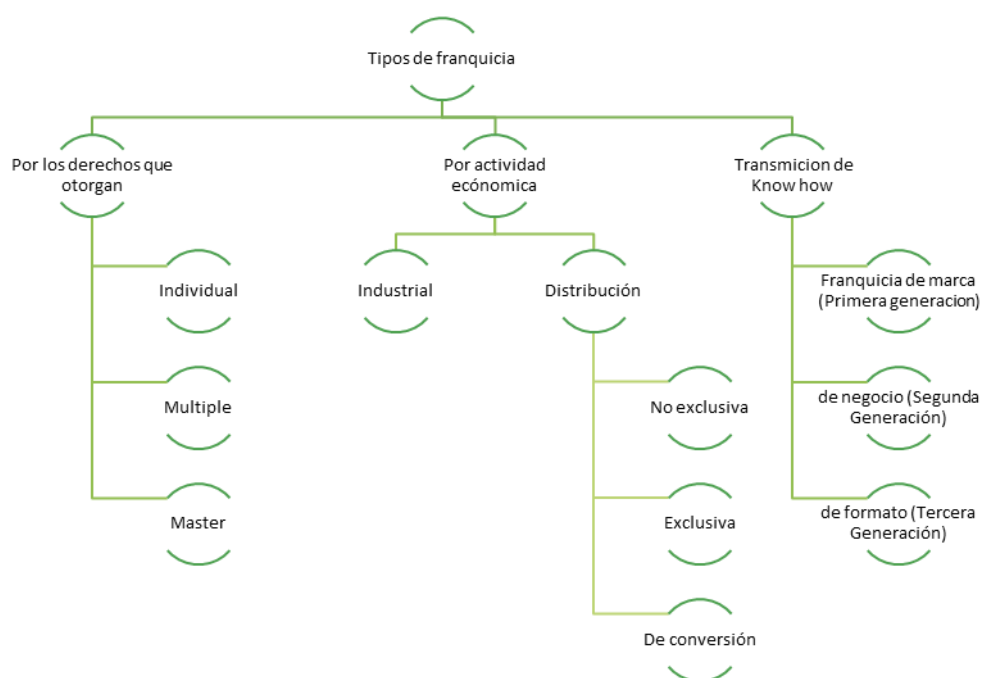 Tipos de franquicia
Por los derechos que
otorgan
Individual
Multiple
Master
Por actividad
ecónomica
Industrial
Distribución
No exclusiva
Exclusiva
De conversión
Transmicion de
Know how
Franquicia de marca
(Primera generacion)
de negocio (Segunda
Generación)
de formato (Tercera
Generación)